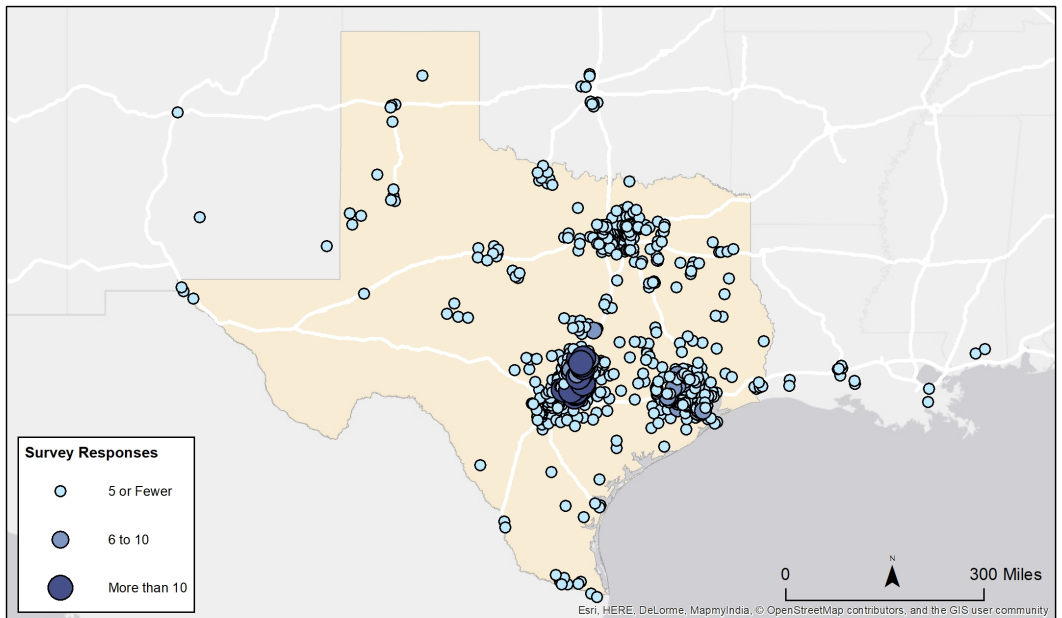 Survey Responses
5 or Fewer
6 to 10
More than 10
N
0 300 Miles
Esri, HERE, DeLorme, MapmyIndia, © OpenStreetMap contributors, and the GIS user community